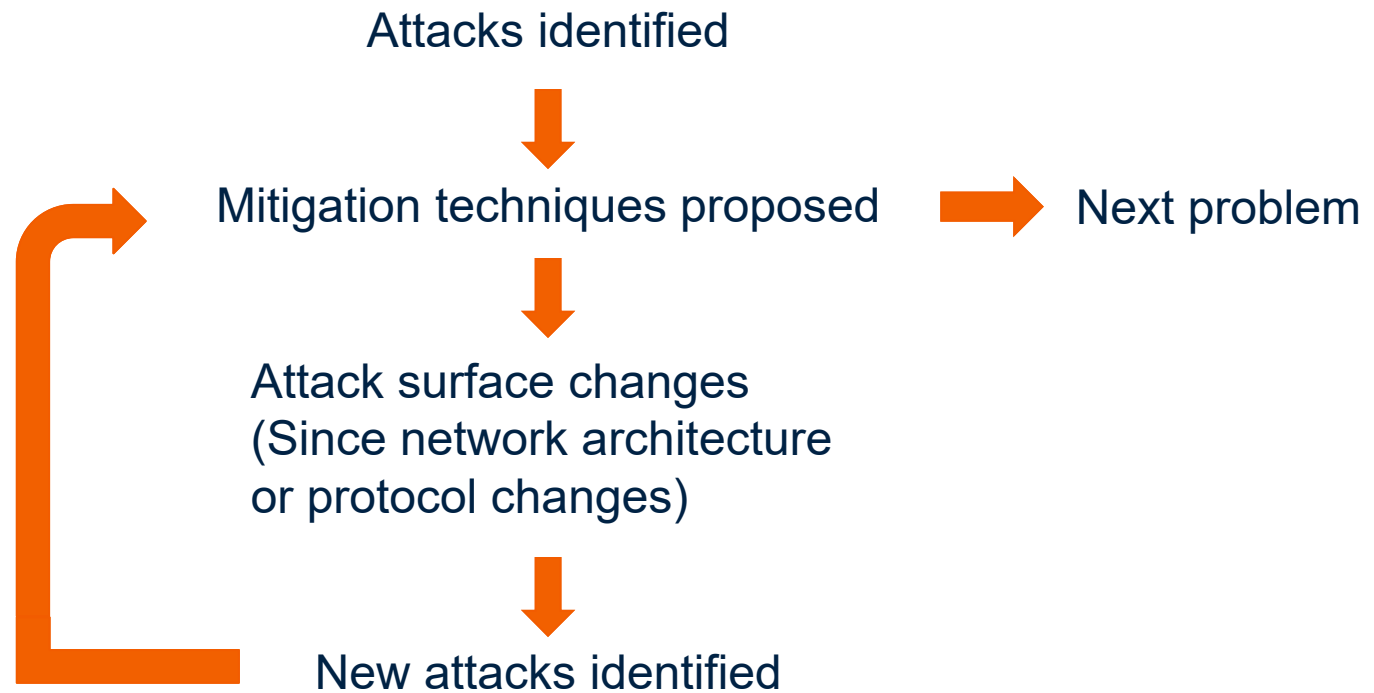 Attacks identified
Mitigation techniques proposed
Next problem
Attack surface changes
(Since network architecture
or protocol changes)
New attacks identified